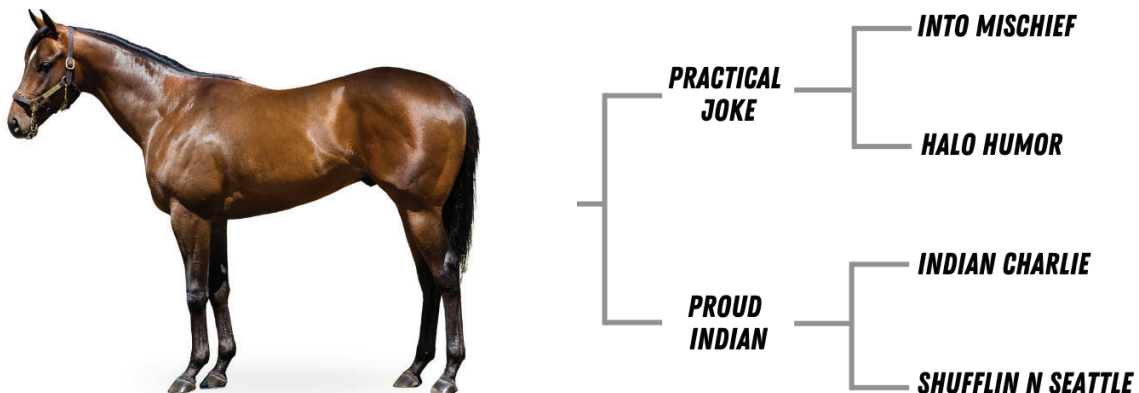 INTO MISCHIEF
PRACTICAL
JOKE
HALO HUMOR
INDIAN CHARLIE
PROUD
INDIAN
SHUFFLIN N SEATTLE